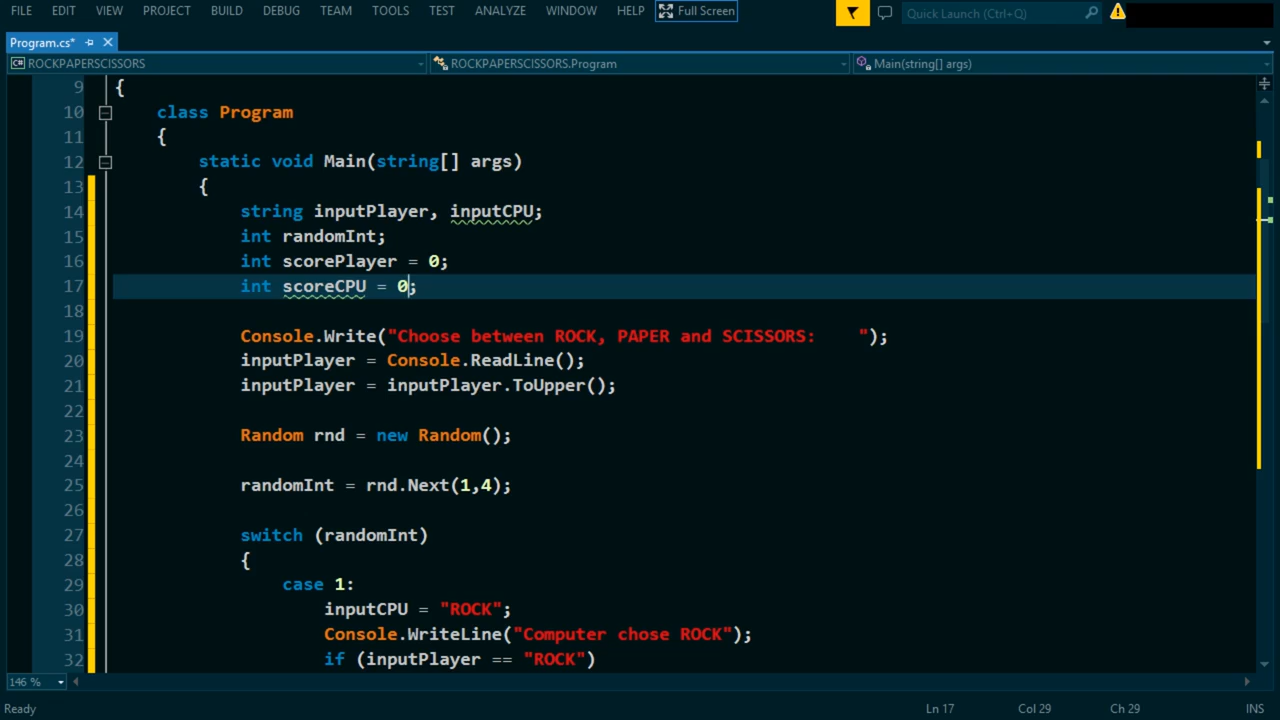 FILE EDIT VIEW PROJECT BUILD DEBUG TEAM TOOLS TEST ANALYZE WINDOW HELP Full Screen Quick Launch (Ctrl+Q)
Program.cs*
C# ROCKPAPERSCISSORS ROCKPAPERSCISSORS.Program Main(string[] args)
9 {
10 class Program
11 {
12 static void Main(string[] args)
13 {
14 string inputPlayer, inputCPU;
15 int randomInt;
16 int scorePlayer = 0;
17 int scoreCPU = 0;
18
19 Console.Write("Choose between ROCK, PAPER and SCISSORS:    ");
20 inputPlayer = Console.ReadLine();
21 inputPlayer = inputPlayer.ToUpper();
22
23 Random rnd = new Random();
24
25 randomInt = rnd.Next(1,4);
26
27 switch (randomInt)
28 {
29 case 1:
30 inputCPU = "ROCK";
31 Console.WriteLine("Computer chose ROCK");
32 if (inputPlayer == "ROCK")
146 %
Ready Ln 17 Col 29 Ch 29 INS